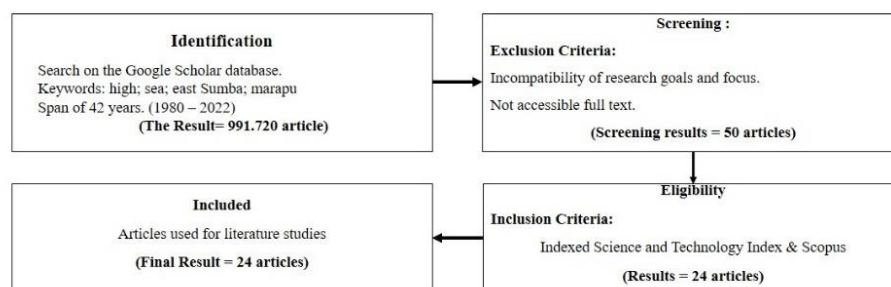 Identification
Search on the Google Scholar database.
Keywords: high; sea; east Sumba; marapu
Span of 42 years. (1980 – 2022)
(The Result= 991.720 article)
Screening :
Exclusion Criteria:
Incompatibility of research goals and focus.
Not accessible full text.
(Screening results = 50 articles)
Eligibility
Inclusion Criteria:
Indexed Science and Technology Index & Scopus
(Results = 24 articles)
Included
Articles used for literature studies
(Final Result = 24 articles)